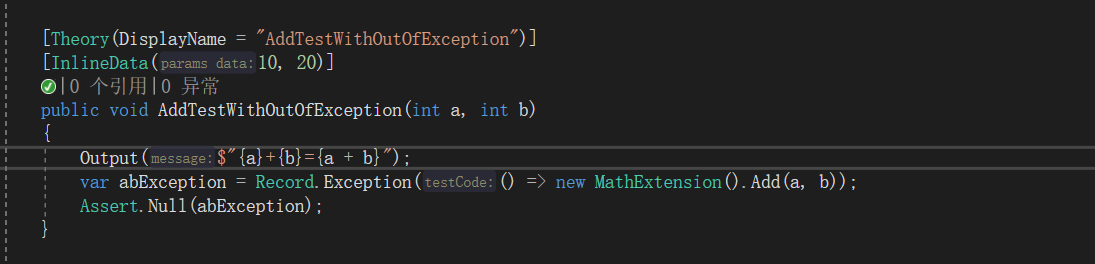 [Theory(DisplayName = "AddTestWithOutOfException")]
[InlineData(params data:10, 20)]
|0 个引用|0 异常
public void AddTestWithOutOfException(int a, int b)
{
Output(message:$"{a}+{b}={a + b}");
var abException = Record.Exception(testCode:() => new MathExtension().Add(a, b));
Assert.Null(abException);
}